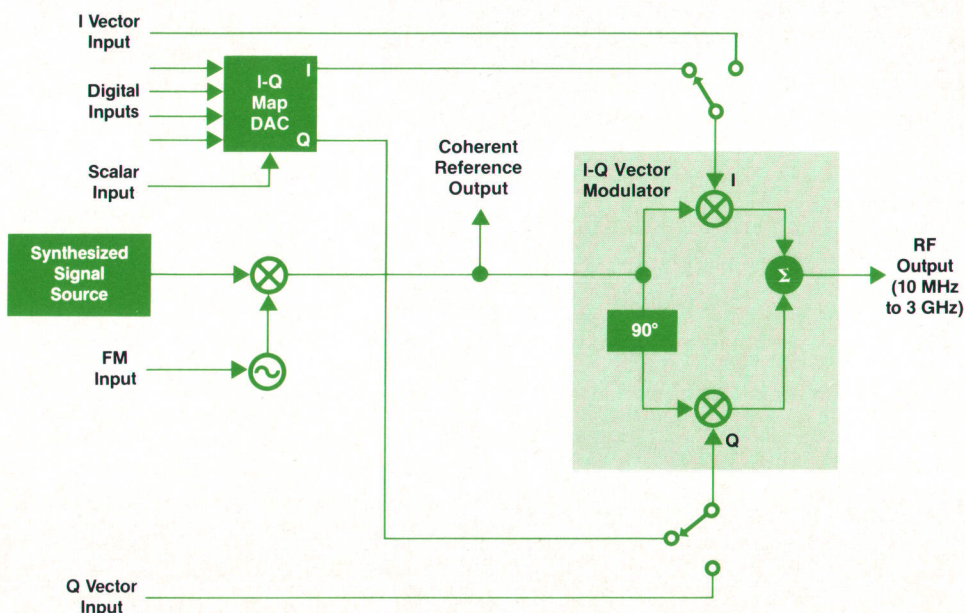 I Vector
Input
Digital
Inputs
I
I-Q
Map
DAC
Q
Scalar
Input
Coherent
Reference
Output
I-Q Vector
Modulator
I
Synthesized
Signal
Source
Σ
RF
Output
(10 MHz
to 3 GHz)
90°
FM
Input
Q
Q Vector
Input